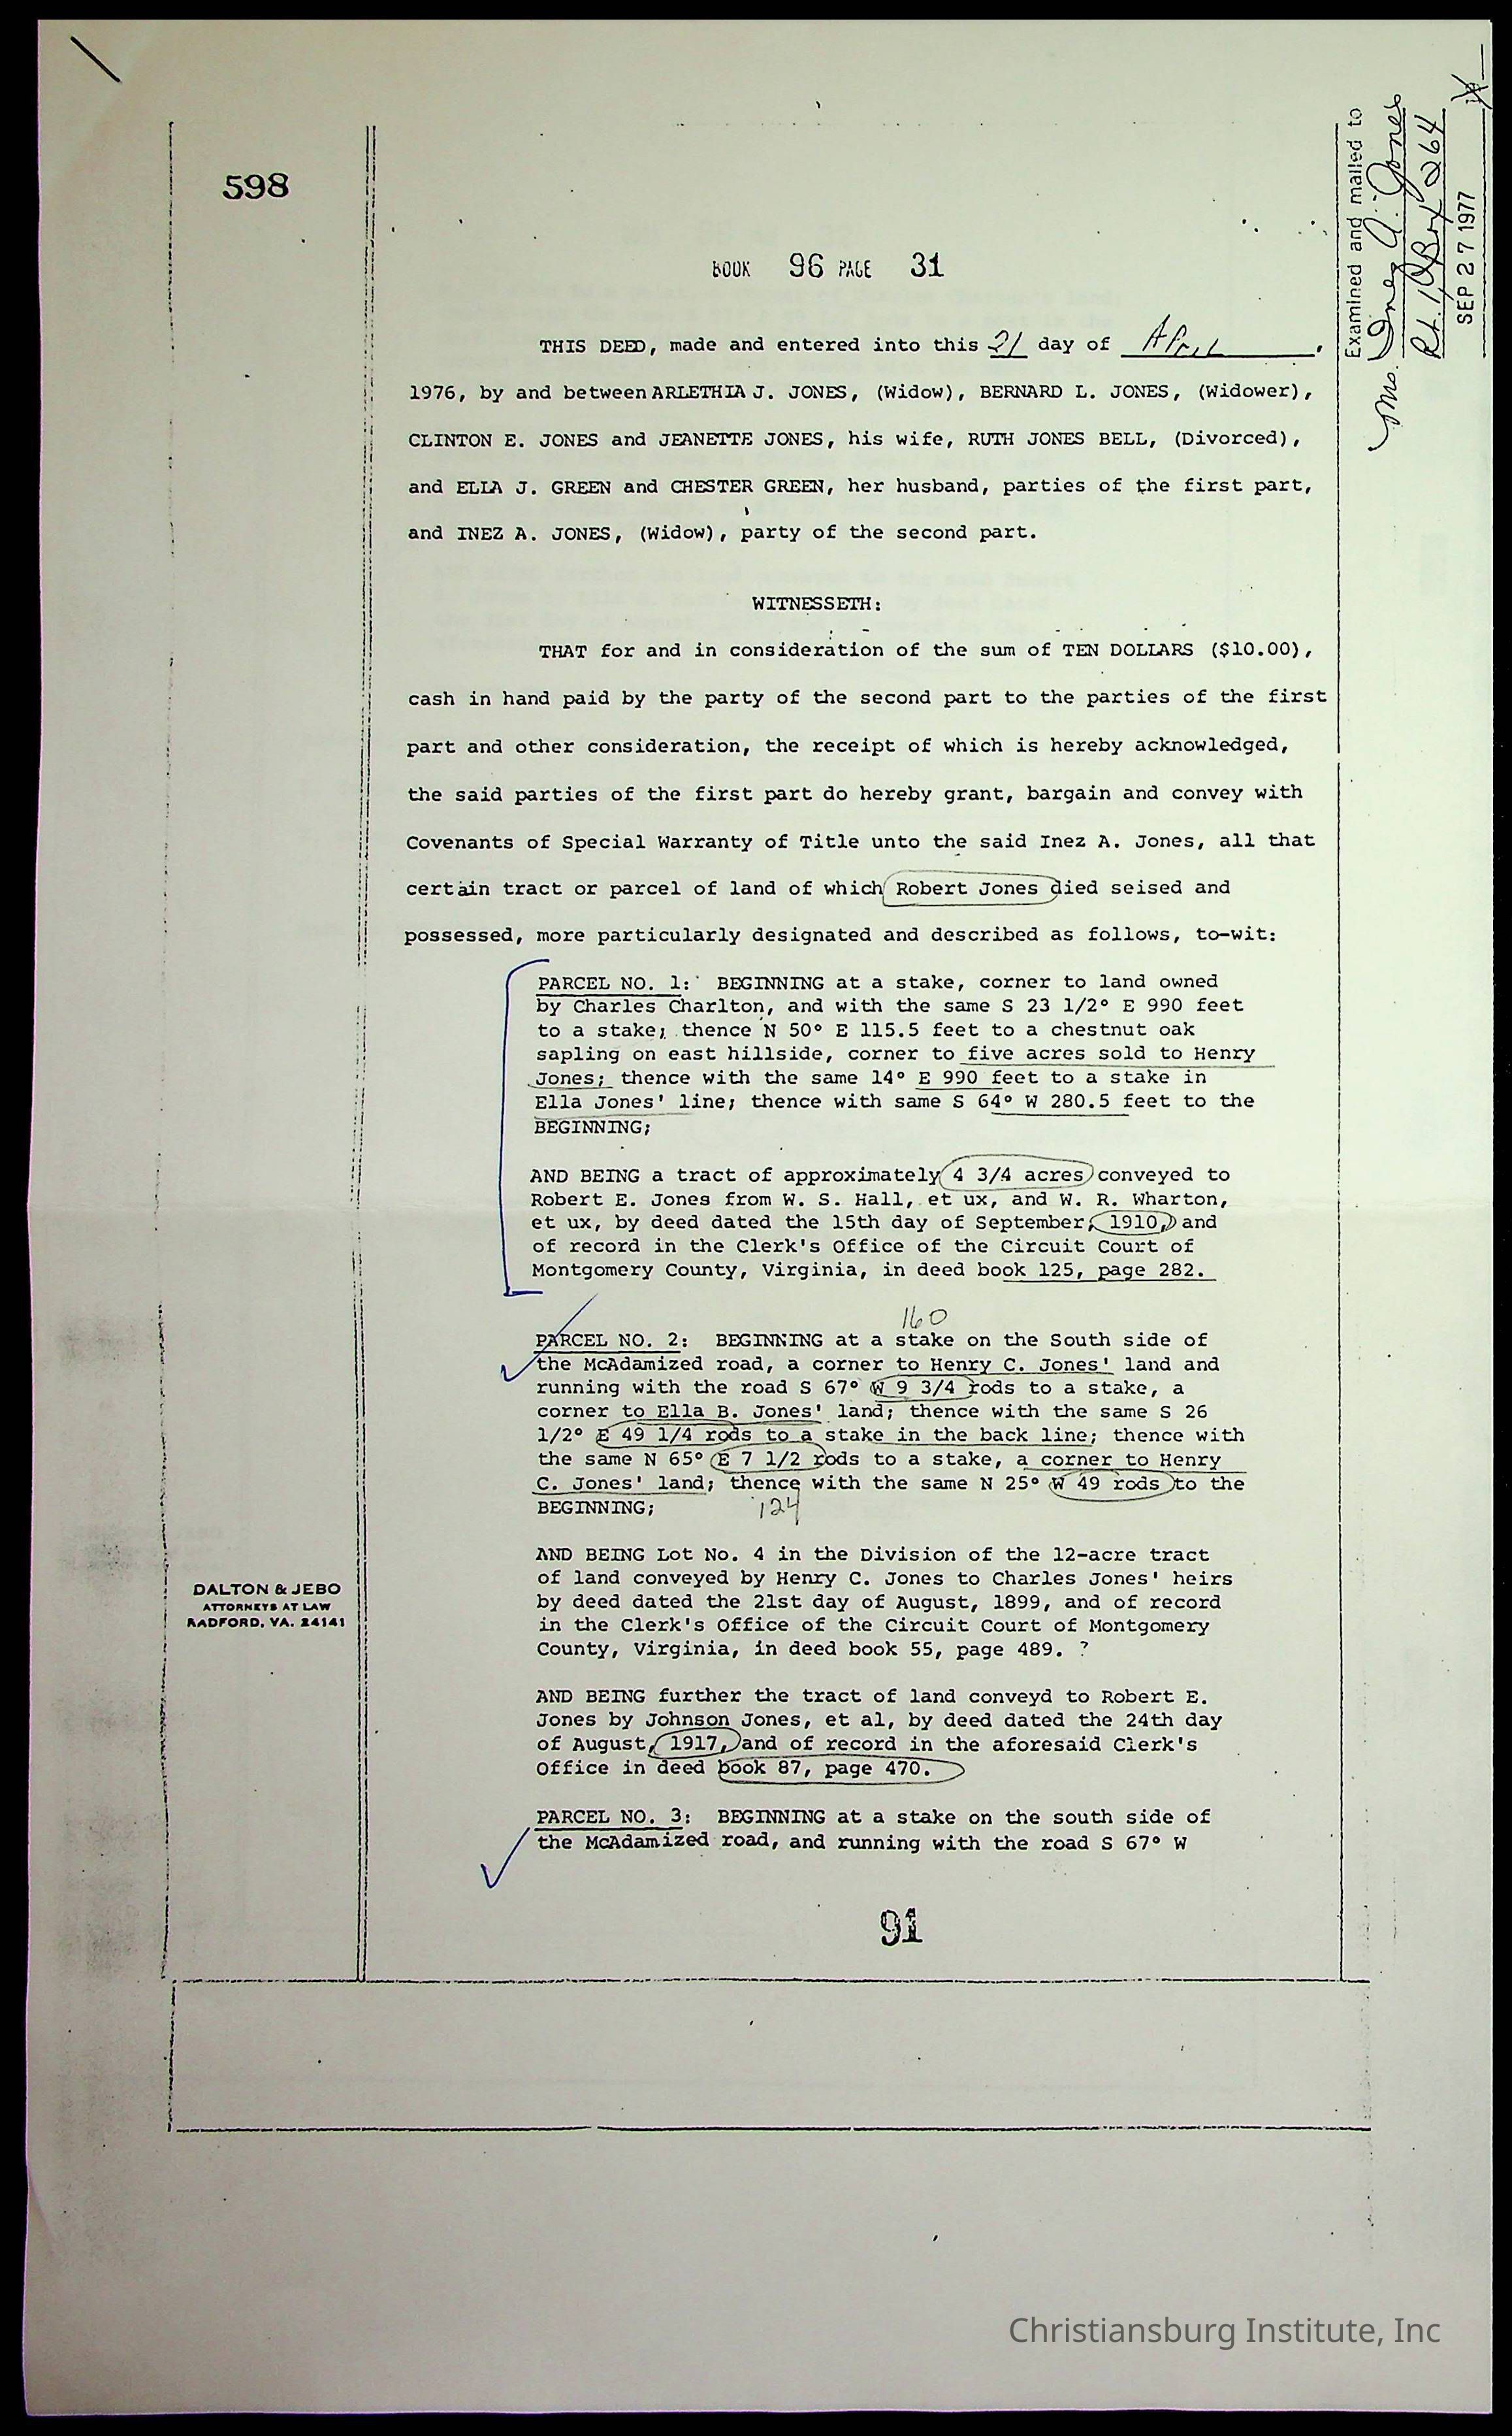 598
BOOK 96 PAGE 31
Examined and mailed to
Mrs. Inez A. Jones
Rt. 1, Box 264
SEP 27 1977
THIS DEED, made and entered into this 21 day of April,
1976, by and between ARLETHIA J. JONES, (Widow), BERNARD L. JONES, (Widower),
CLINTON E. JONES and JEANETTE JONES, his wife, RUTH JONES BELL, (Divorced),
and ELLA J. GREEN and CHESTER GREEN, her husband, parties of the first part,
and INEZ A. JONES, (Widow), party of the second part.
WITNESSETH:
THAT for and in consideration of the sum of TEN DOLLARS ($10.00),
cash in hand paid by the party of the second part to the parties of the first
part and other consideration, the receipt of which is hereby acknowledged,
the said parties of the first part do hereby grant, bargain and convey with
Covenants of Special Warranty of Title unto the said Inez A. Jones, all that
certain tract or parcel of land of which Robert Jones died seised and
possessed, more particularly designated and described as follows, to-wit:
PARCEL NO. 1: BEGINNING at a stake, corner to land owned
by Charles Charlton, and with the same S 23 1/2° E 990 feet
to a stake; thence N 50° E 115.5 feet to a chestnut oak
sapling on east hillside, corner to five acres sold to Henry
Jones; thence with the same 14° E 990 feet to a stake in
Ella Jones' line; thence with same S 64° W 280.5 feet to the
BEGINNING;
AND BEING a tract of approximately 4 3/4 acres conveyed to
Robert E. Jones from W. S. Hall, et ux, and W. R. Wharton,
et ux, by deed dated the 15th day of September, 1910, and
of record in the Clerk's Office of the Circuit Court of
Montgomery County, Virginia, in deed book 125, page 282.
160
PARCEL NO. 2: BEGINNING at a stake on the South side of
the McAdamized road, a corner to Henry C. Jones' land and
running with the road S 67° W 9 3/4 rods to a stake, a
corner to Ella B. Jones' land; thence with the same S 26
1/2° E 49 1/4 rods to a stake in the back line; thence with
the same N 65° E 7 1/2 rods to a stake, a corner to Henry
C. Jones' land; thence with the same N 25° W 49 rods to the
BEGINNING;
124
AND BEING Lot No. 4 in the Division of the 12-acre tract
of land conveyed by Henry C. Jones to Charles Jones' heirs
by deed dated the 21st day of August, 1899, and of record
in the Clerk's Office of the Circuit Court of Montgomery
County, Virginia, in deed book 55, page 489. ?
AND BEING further the tract of land conveyd to Robert E.
Jones by Johnson Jones, et al, by deed dated the 24th day
of August, 1917, and of record in the aforesaid Clerk's
Office in deed book 87, page 470.
PARCEL NO. 3: BEGINNING at a stake on the south side of
the McAdamized road, and running with the road S 67° W
DALTON & JEBO
ATTORNEYS AT LAW
RADFORD, VA. 24141
91
Christiansburg Institute, Inc